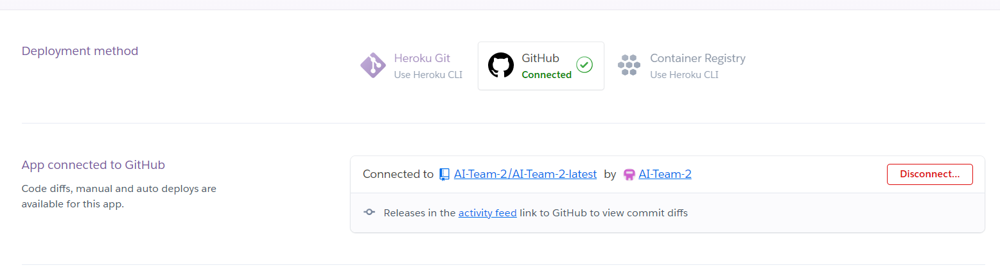 Deployment method
Heroku Git
Use Heroku CLI
GitHub
Connected
Container Registry
Use Heroku CLI
App connected to GitHub
Code diffs, manual and auto deploys are
available for this app.
Connected to AI-Team-2/AI-Team-2-latest by AI-Team-2
Disconnect...
Releases in the activity feed link to GitHub to view commit diffs